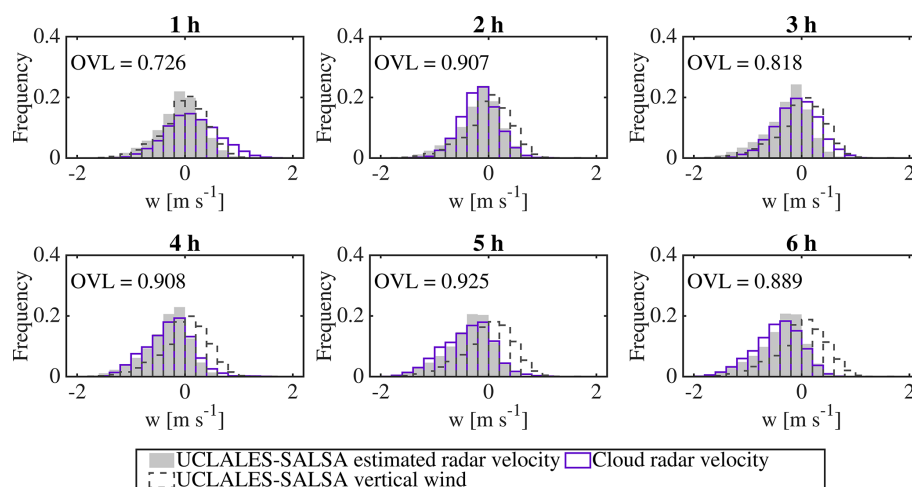 1 h 2 h 3 h
0.4 0.4 0.4
OVL = 0.726 OVL = 0.907 OVL = 0.818
Frequency Frequency Frequency
0.2 0.2 0.2
0 0 0
-2 0 2 -2 0 2 -2 0 2
w [m s⁻¹] w [m s⁻¹] w [m s⁻¹]
4 h 5 h 6 h
0.4 0.4 0.4
OVL = 0.908 OVL = 0.925 OVL = 0.889
Frequency Frequency Frequency
0.2 0.2 0.2
0 0 0
-2 0 2 -2 0 2 -2 0 2
w [m s⁻¹] w [m s⁻¹] w [m s⁻¹]
UCLALES-SALSA estimated radar velocity Cloud radar velocity
UCLALES-SALSA vertical wind